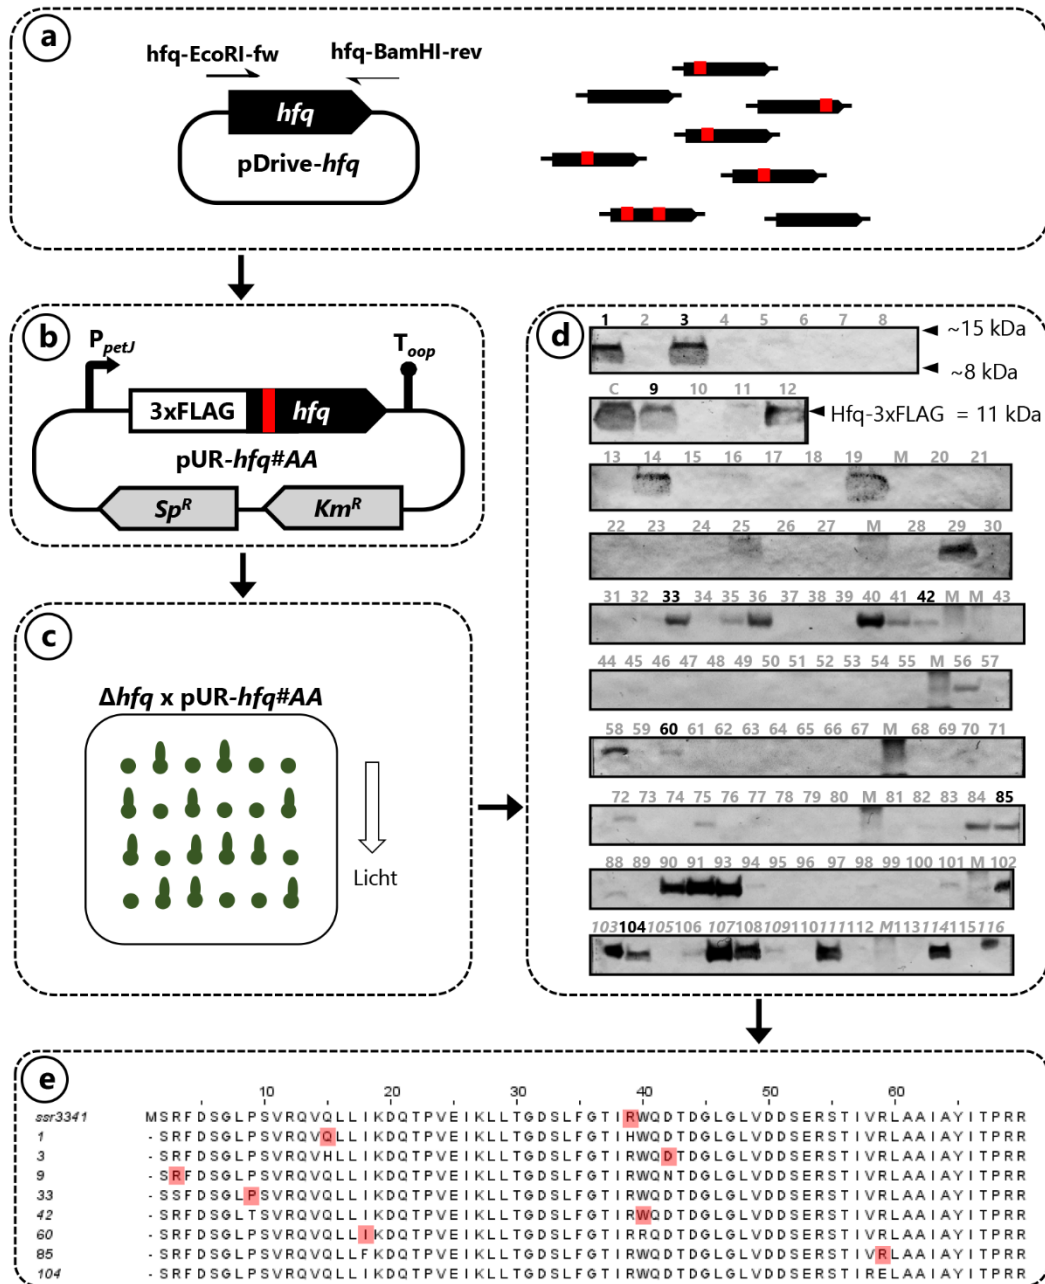 a
hfq-EcoRI-fw
hfq-BamHI-rev
hfq
pDrive-hfq
b
PpetJ
Toop
3xFLAG hfq
pUR-hfq#AA
SpR KmR
c
Δhfq x pUR-hfq#AA
Licht
d
1 2 3 4 5 6 7 8
~15 kDa
~8 kDa
C 9 10 11 12
Hfq-3xFLAG = 11 kDa
13 14 15 16 17 18 19 M 20 21
22 23 24 25 26 27 M 28 29 30
31 32 33 34 35 36 37 38 39 40 41 42 M M 43
44 45 46 47 48 49 50 51 52 53 54 55 M 56 57
58 59 60 61 62 63 64 65 66 67 M 68 69 70 71
72 73 74 75 76 77 78 79 80 M 81 82 83 84 85
88 89 90 91 93 94 95 96 97 98 99 100 101 M 102
103 104 105 106 107 108 109 110 111 112 M 113 114 115 116
e
10 20 30 40 50 60
ssr3341 MSRFDSGLPSVRQVQLLIKDQTPVEIKLLTGDSLFGTIRWQDTDGLGLVDDSERSTIVRLAAIAYITPRR
1 -SRFDSGLPSVRQVQLLIKDQTPVEIKLLTGDSLFGTIHWQDTDGLGLVDDSERSTIVRLAAIAYITPRR
3 -SRFDSGLPSVRQVHLLIKDQTPVEIKLLTGDSLFGTIRWQDTDGLGLVDDSERSTIVRLAAIAYITPRR
9 -SRFDSGLPSVRQVQLLIKDQTPVEIKLLTGDSLFGTIRWQNTDGLGLVDDSERSTIVRLAAIAYITPRR
33 -SSFDSGLPSVRQVQLLIKDQTPVEIKLLTGDSLFGTIRWQDTDGLGLVDDSERSTIVRLAAIAYITPRR
42 -SRFDSGLTSVRQVQLLIKDQTPVEIKLLTGDSLFGTIRWQDTDGLGLVDDSERSTIVRLAAIAYITPRR
60 -SRFDSGLPSVRQVQLLIKDQTPVEIKLLTGDSLFGTIRRQDTDGLGLVDDSERSTIVRLAAIAYITPRR
85 -SRFDSGLPSVRQVQLLFKDQTPVEIKLLTGDSLFGTIRWQDTDGLGLVDDSERSTIVRLAAIAYITPRR
104 -SRFDSGLPSVRQVQLLIKDQTPVEIKLLTGDSLFGTIRWQDTDGLGLVDDSERSTIVELAAIAYITPRR